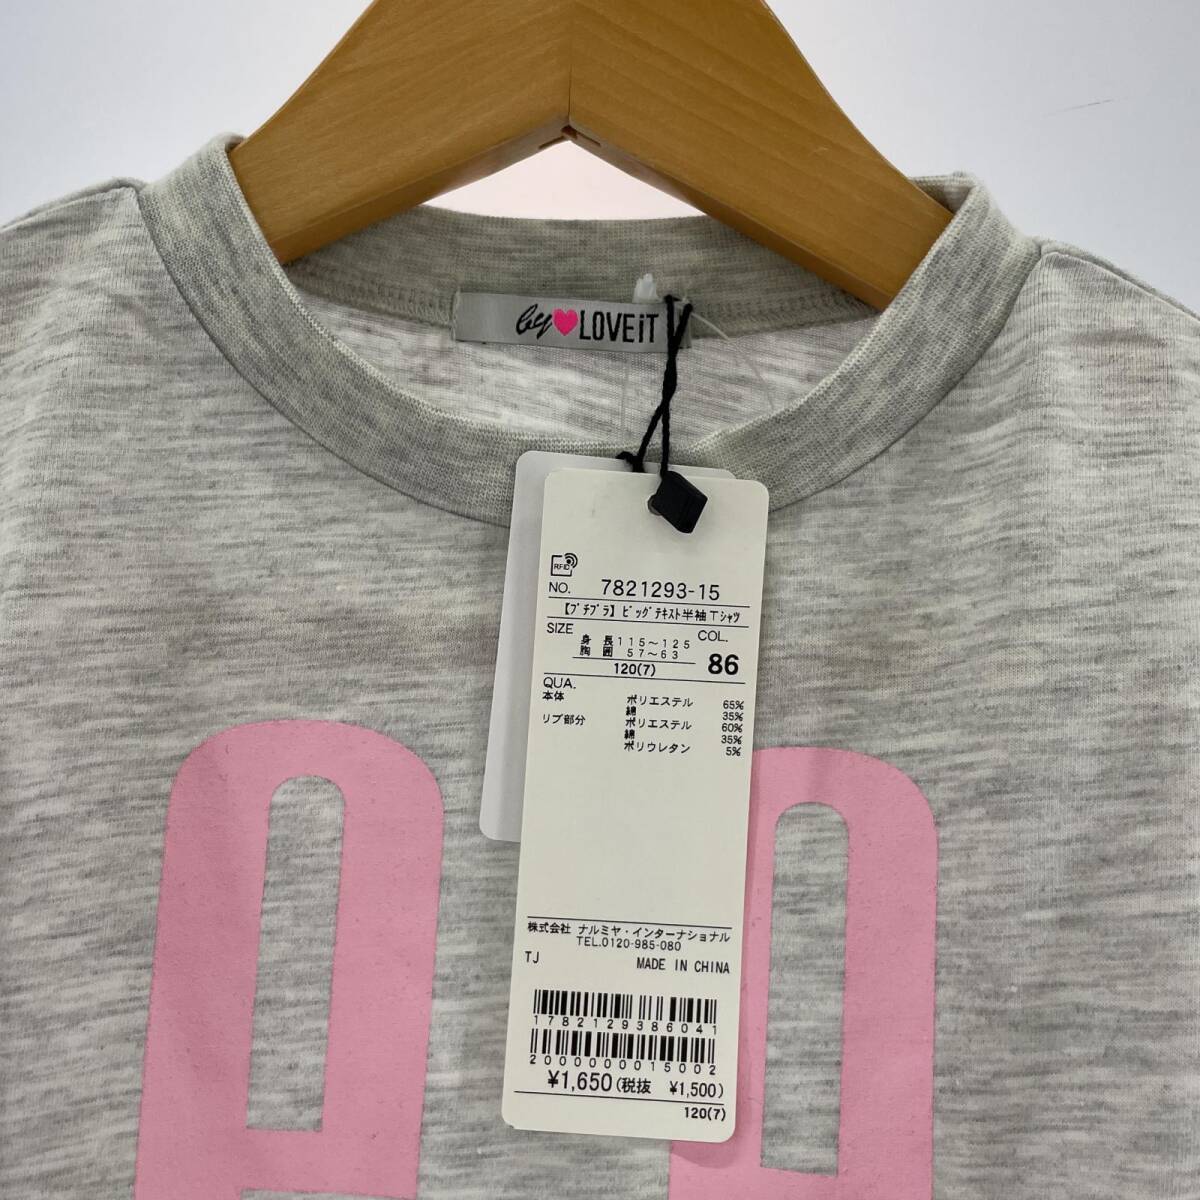 by♥LOVEiT
RFID
NO. 7821293-15
【プチプラ】ビッグテキスト半袖Tシャツ
SIZE COL.
身長 115～125
胸囲 57～63
86
120(7)
QUA.
本体 ポリエステル 65%
綿 35%
リブ部分 ポリエステル 60%
綿 35%
ポリウレタン 5%
株式会社 ナルミヤ・インターナショナル
TEL.0120-985-080
TJ MADE IN CHINA
1782129386041
2000000015002
¥1,650(税抜 ¥1,500)
120(7)